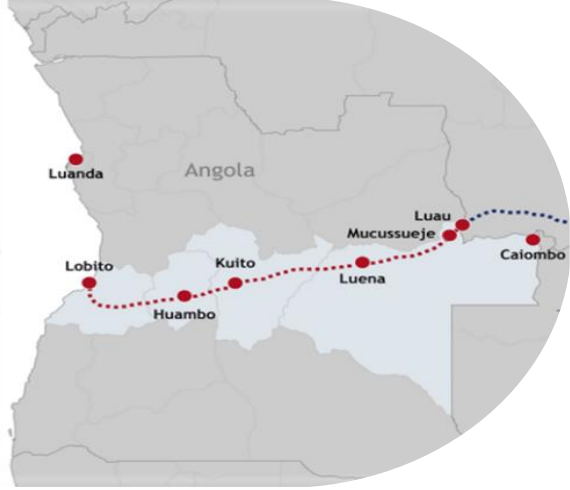 Angola
Luanda
Luau
Mucussueje
Caiombo
Lobito
Kuito
Luena
Huambo